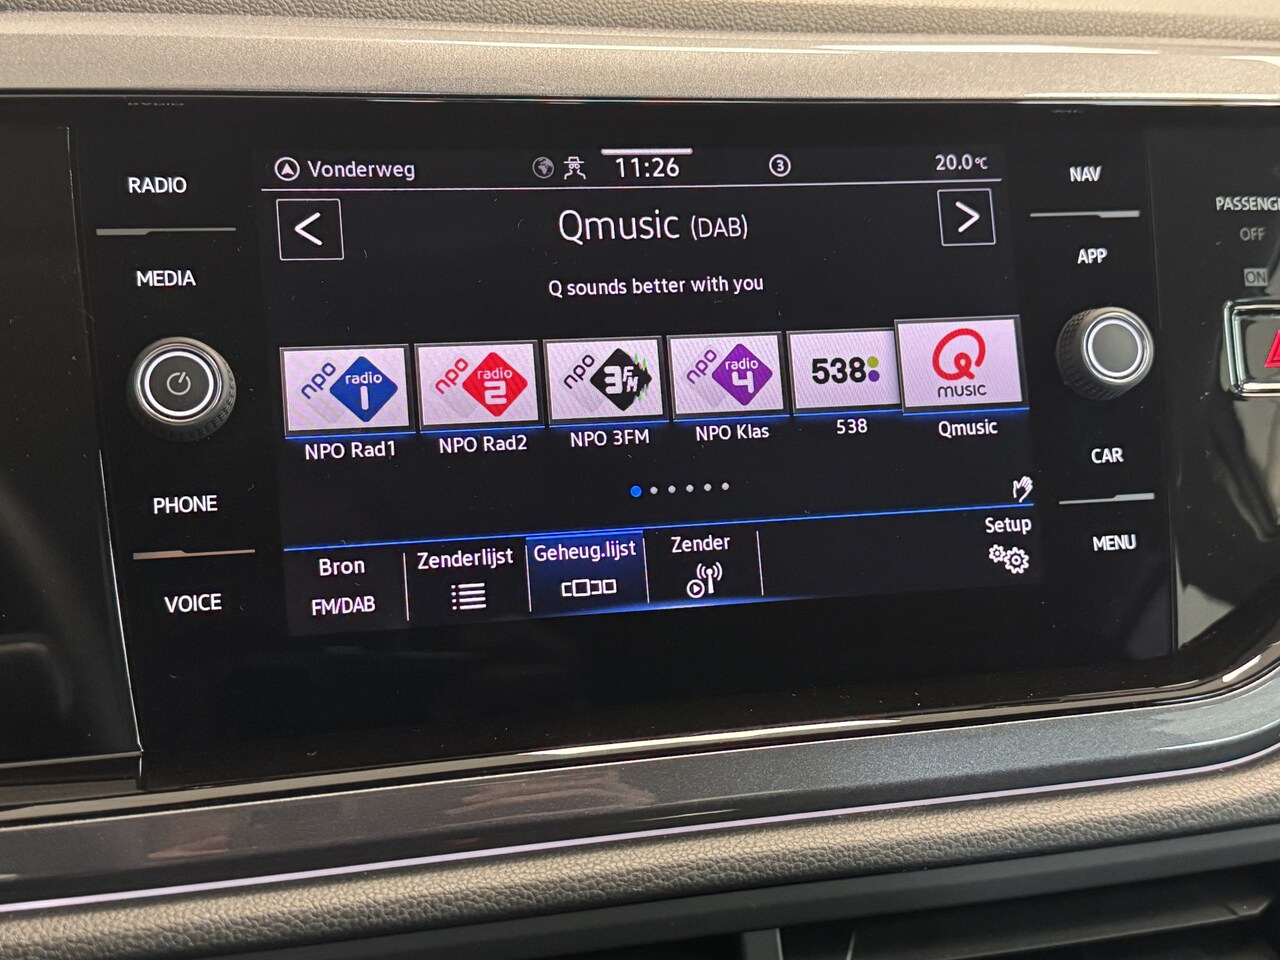 RADIO
MEDIA
PHONE
VOICE
Vonderweg
11:26
3
20.0°C
Qmusic (DAB)
Q sounds better with you
npo radio 1
npo radio 2
npo 3FM
npo radio 4
538
Q MUSIC
NPO Rad1
NPO Rad2
NPO 3FM
NPO Klas
538
Qmusic
Bron
FM/DAB
Zenderlijst
Geheug.lijst
Zender
Setup
NAV
APP
CAR
MENU
PASSENG
OFF
ON